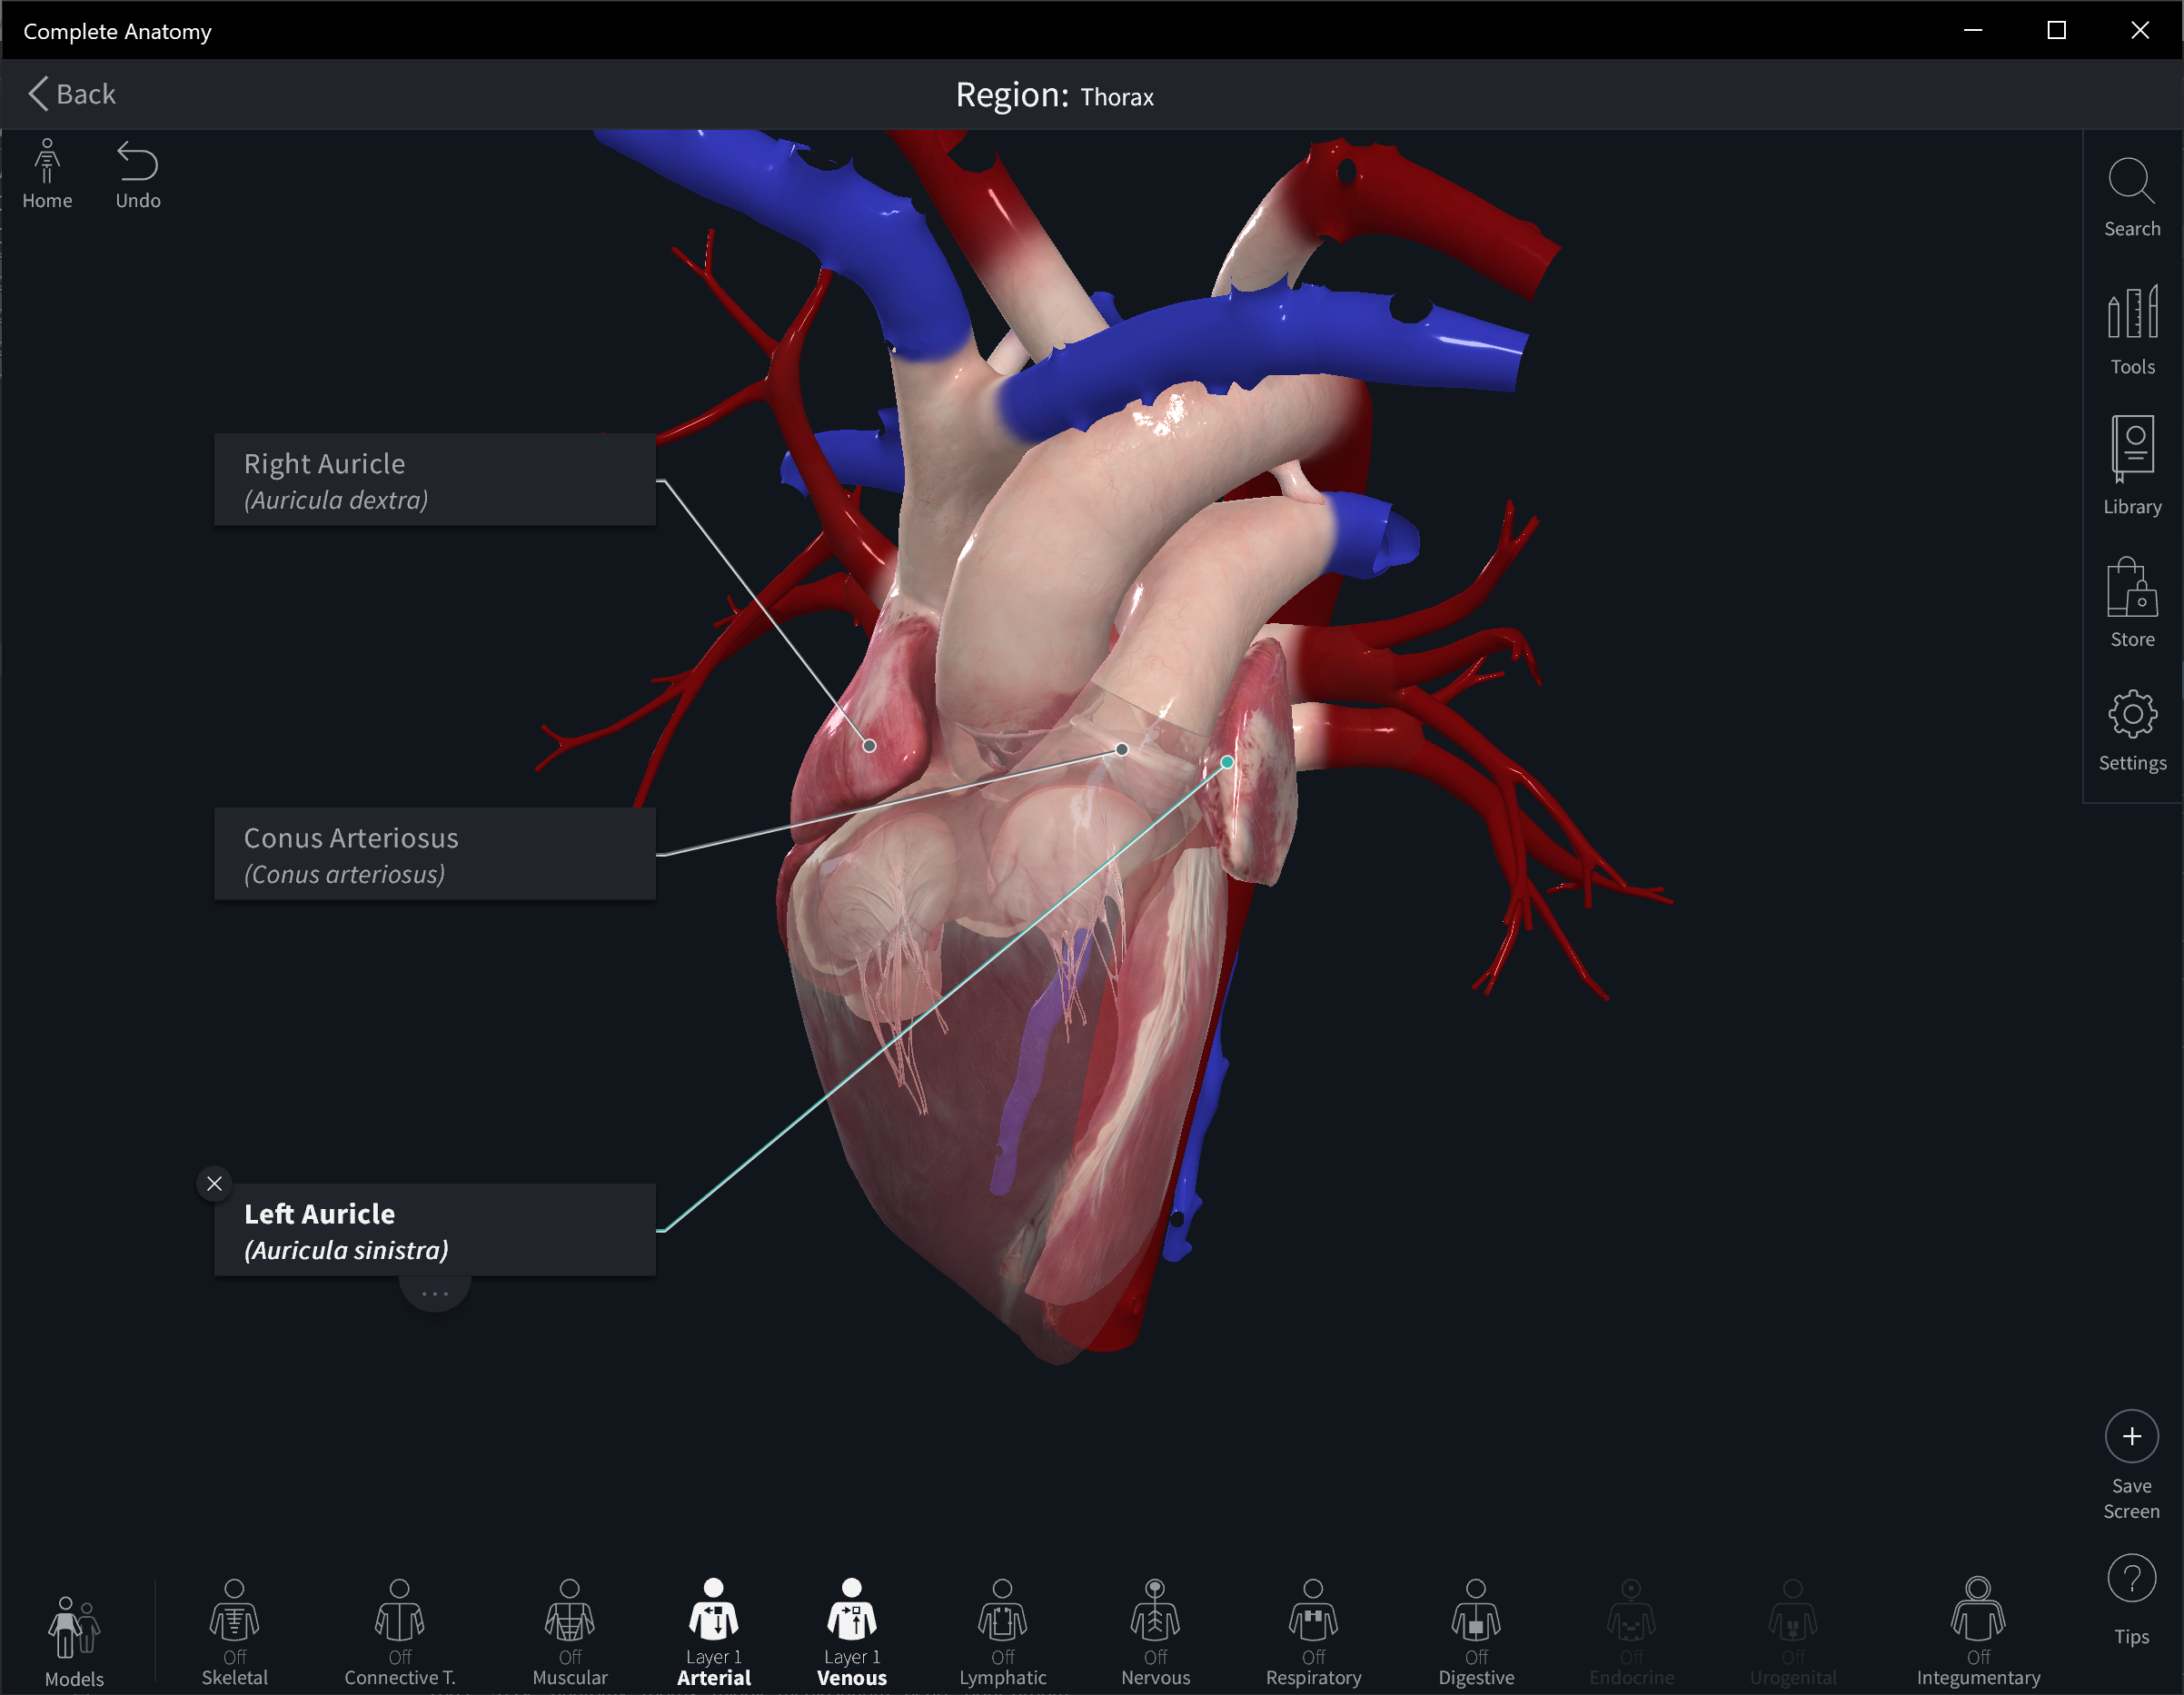 Complete Anatomy
Back
Region: Thorax
Home
Undo
Search
Tools
Library
Store
Settings
Right Auricle
(Auricula dextra)
Conus Arteriosus
(Conus arteriosus)
Left Auricle
(Auricula sinistra)
...
Save
Screen
?
Tips
Models
Off
Skeletal
Off
Connective T.
Off
Muscular
Layer 1
Arterial
Layer 1
Venous
Off
Lymphatic
Off
Nervous
Off
Respiratory
Off
Digestive
Off
Endocrine
Off
Urogenital
Off
Integumentary